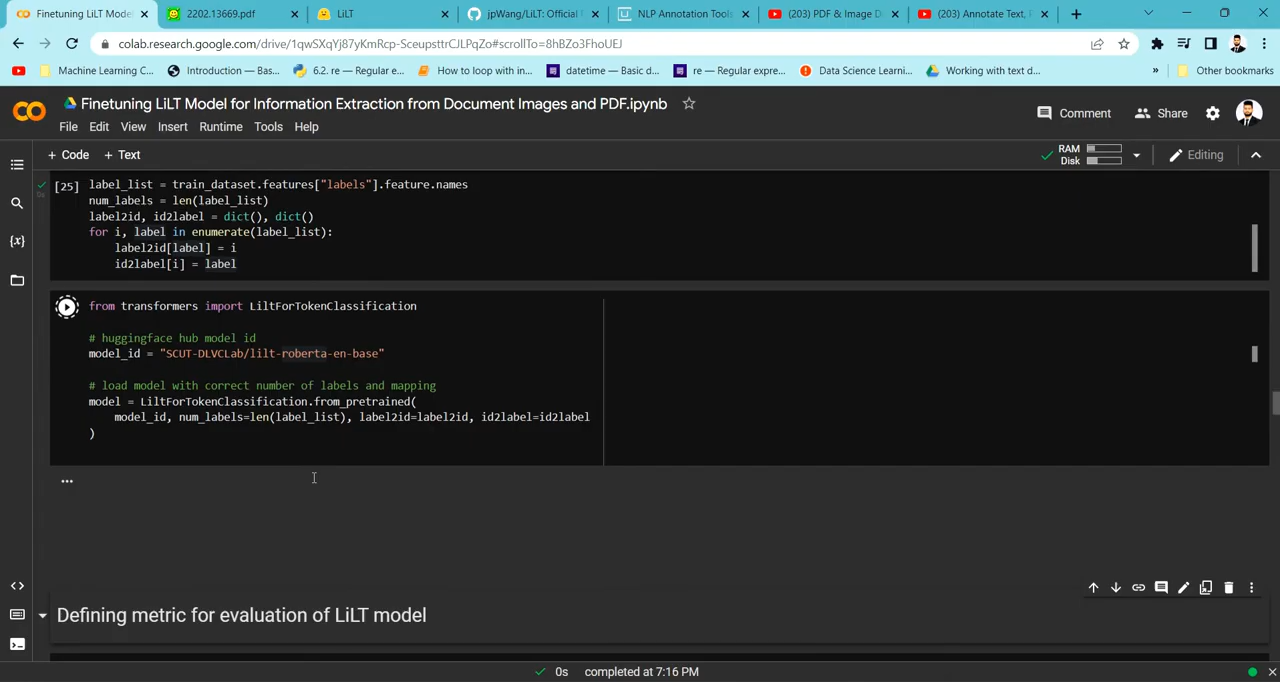 Finetuning LiLT Mode
2202.13669.pdf
LiLT
jpWang/LiLT: Official
NLP Annotation Tools
(203) PDF & Image D
(203) Annotate Text,
colab.research.google.com/drive/1qwSXqYj87yKmRcp-SceupsttrCJLPqZo#scrollTo=8hBZo3FhoUEJ
Machine Learning C...
Introduction — Bas...
6.2. re — Regular e...
How to loop with in...
datetime — Basic d...
re — Regular expre...
Data Science Learni...
Working with text d...
»
Other bookmarks
CO
Finetuning LiLT Model for Information Extraction from Document Images and PDF.ipynb
Comment
Share
File Edit View Insert Runtime Tools Help
+ Code + Text
RAM
Disk
Editing
[25] label_list = train_dataset.features["labels"].feature.names
0s
num_labels = len(label_list)
label2id, id2label = dict(), dict()
for i, label in enumerate(label_list):
label2id[label] = i
id2label[i] = label
{x}
from transformers import LiltForTokenClassification
# huggingface hub model id
model_id = "SCUT-DLVCLab/lilt-roberta-en-base"
# load model with correct number of labels and mapping
model = LiltForTokenClassification.from_pretrained(
model_id, num_labels=len(label_list), label2id=label2id, id2label=id2label
)
...
Defining metric for evaluation of LiLT model
0s completed at 7:16 PM